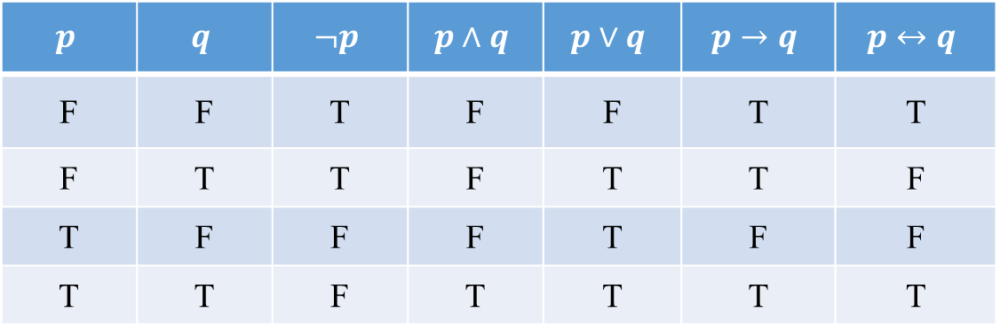 p q ¬p p ∧ q p ∨ q p → q p ↔ q
F F T F F T T
F T T F T T F
T F F F T F F
T T F T T T T